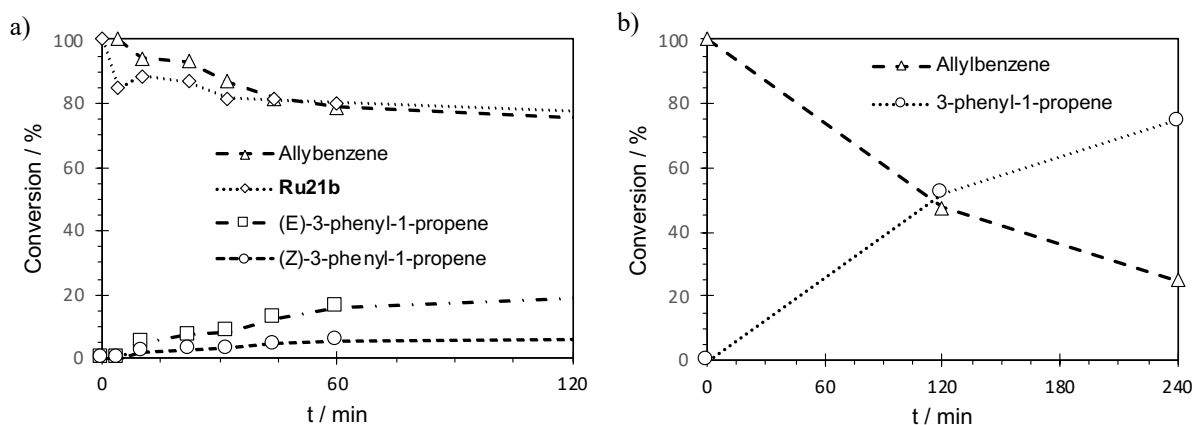 a)
100
80
60
40
20
0
Conversion / %
Allybenzene
Ru21b
(E)-3-phenyl-1-propene
(Z)-3-phenyl-1-propene
0 60 120
t / min
b)
100
80
60
40
20
0
Conversion / %
Allylbenzene
3-phenyl-1-propene
0 60 120 180 240
t / min